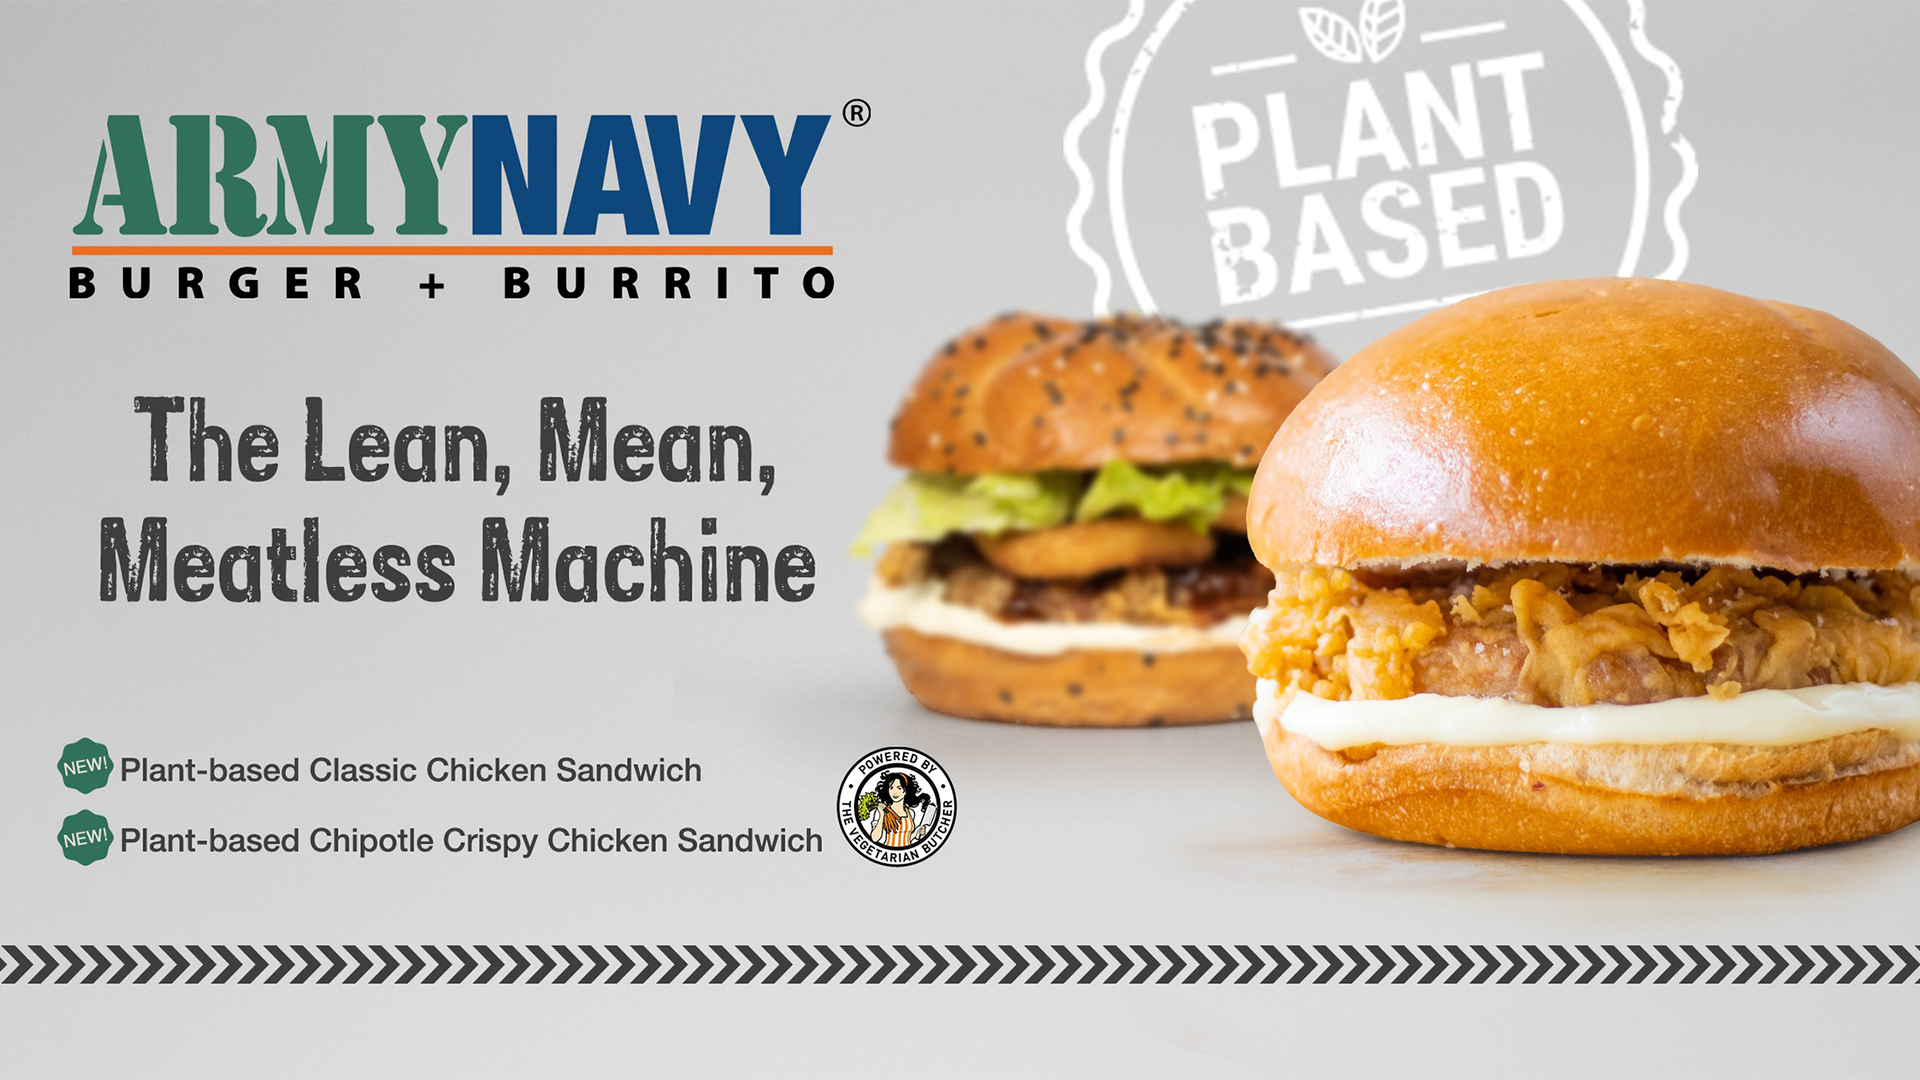 ARMYNAVY®
BURGER + BURRITO
The Lean, Mean,
Meatless Machine
NEW! Plant-based Classic Chicken Sandwich
NEW! Plant-based Chipotle Crispy Chicken Sandwich
POWERED BY
THE VEGETARIAN BUTCHER
PLANT
BASED